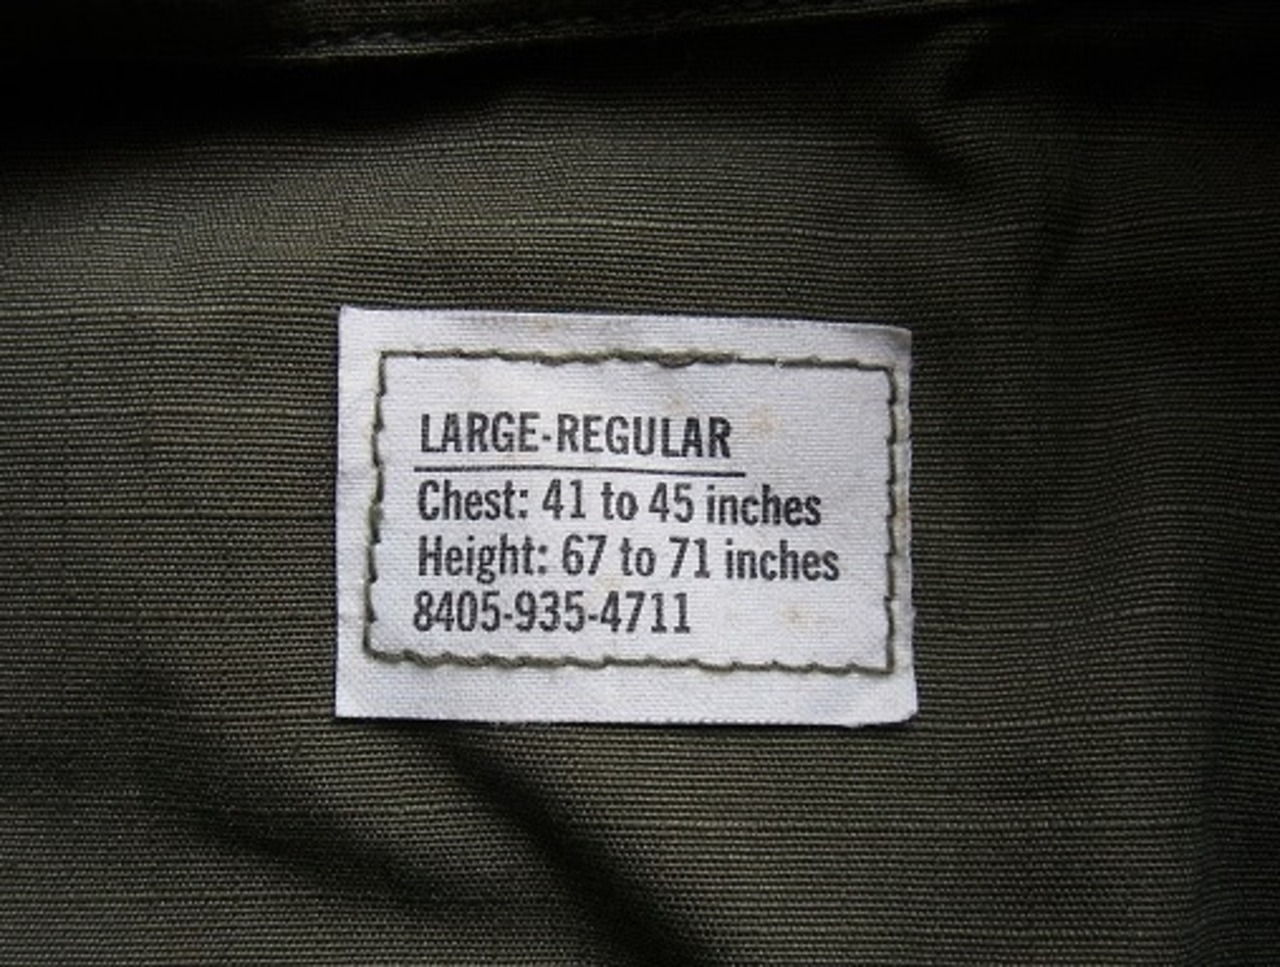 LARGE-REGULAR
Chest: 41 to 45 inches
Height: 67 to 71 inches
8405-935-4711